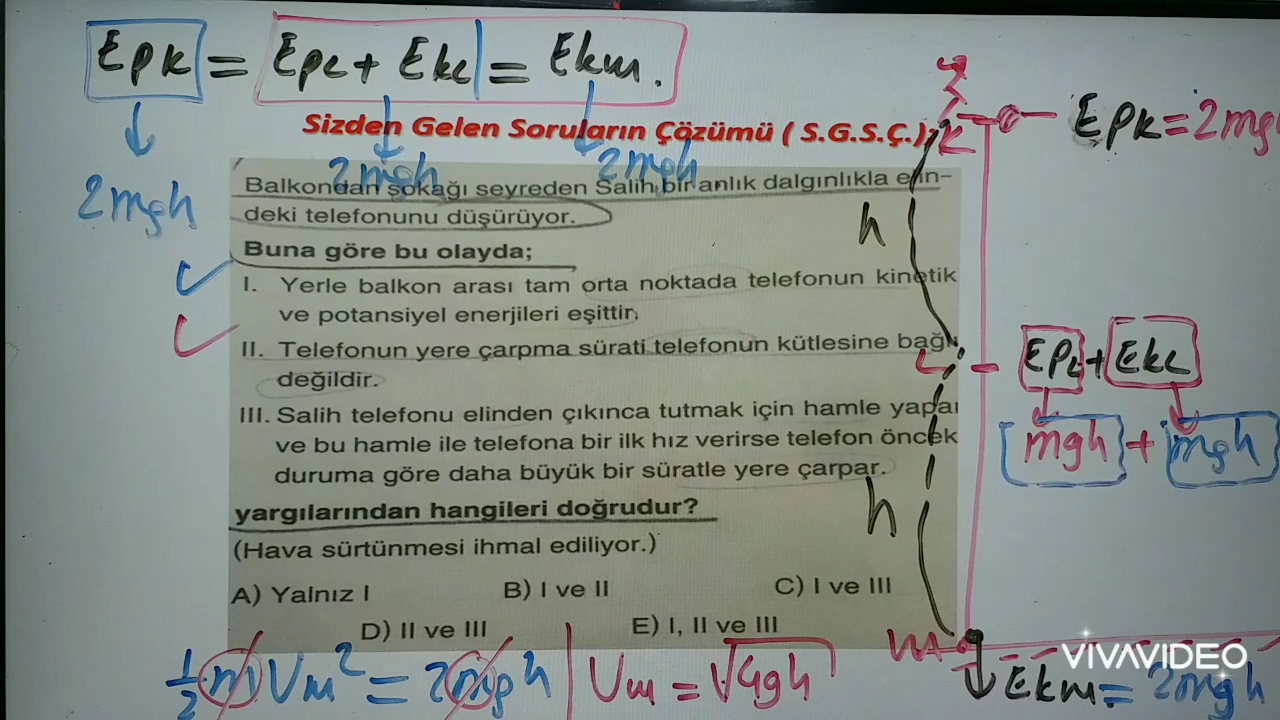 Epk = Epc + Ekc = Ekm.
2mgh 2mgh 2mgh
Sizden Gelen Soruların Çözümü ( S.G.S.Ç.);
K Epk=2mgh
Balkondan sokağı seyreden Salih bir anlık dalgınlıkla elin-
deki telefonunu düşürüyor.
Buna göre bu olayda;
I. Yerle balkon arası tam orta noktada telefonun kinetik
ve potansiyel enerjileri eşittir.
II. Telefonun yere çarpma sürati telefonun kütlesine bağlı
değildir.
III. Salih telefonu elinden çıkınca tutmak için hamle yapar
ve bu hamle ile telefona bir ilk hız verirse telefon öncek
duruma göre daha büyük bir süratle yere çarpar.
yargılarından hangileri doğrudur?
(Hava sürtünmesi ihmal ediliyor.)
A) Yalnız I B) I ve II C) I ve III
D) II ve III E) I, II ve III
h
L Epc + Ekc
mgh + mgh
h
M
Ekm = 2mgh
1/2 m Vm² = 2mgh | Vm = √4gh
VIVAVIDEO